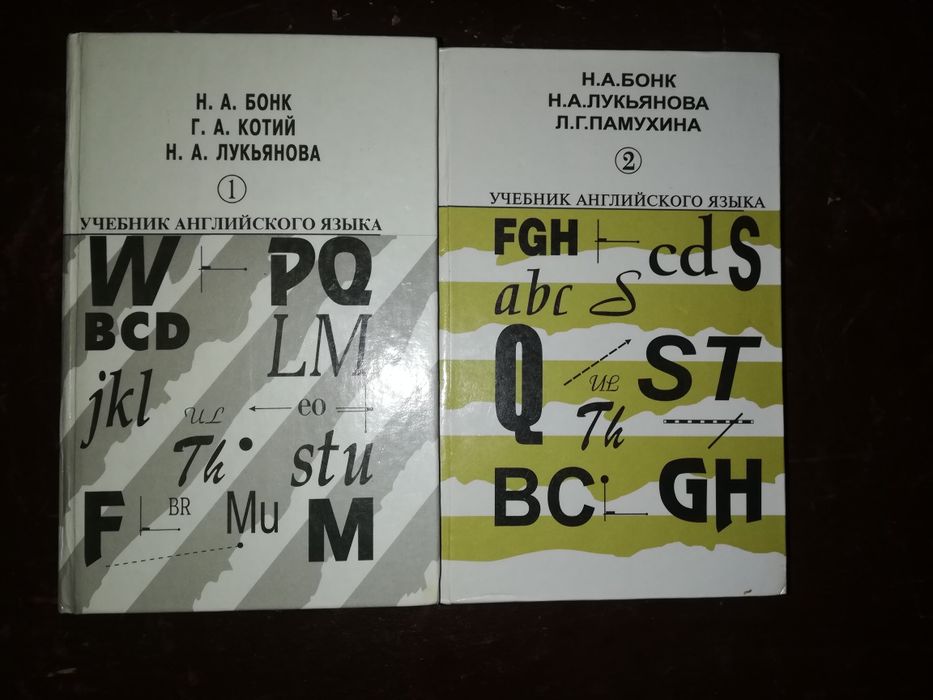 Н. А. БОНК
Г. А. КОТИЙ
Н. А. ЛУКЬЯНОВА
1
УЧЕБНИК АНГЛИЙСКОГО ЯЗЫКА
W PQ
BCD
LM
jkl
UL eo
Th stu
F BR Mu M
Н.А.БОНК
Н.А.ЛУКЬЯНОВА
Л.Г.ПАМУХИНА
2
УЧЕБНИК АНГЛИЙСКОГО ЯЗЫКА
FGH cd S
abc S
Q ST
UL
Th
BC GH